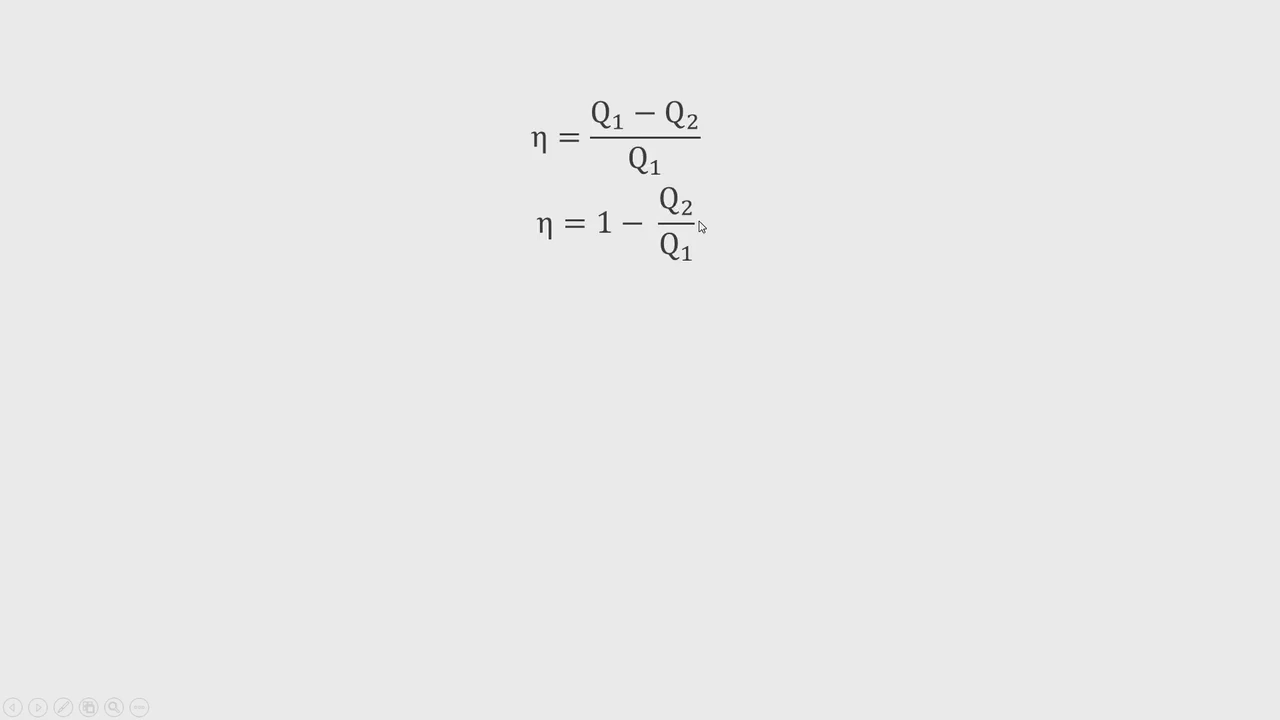 η = (Q₁ − Q₂) / Q₁
η = 1 − Q₂ / Q₁